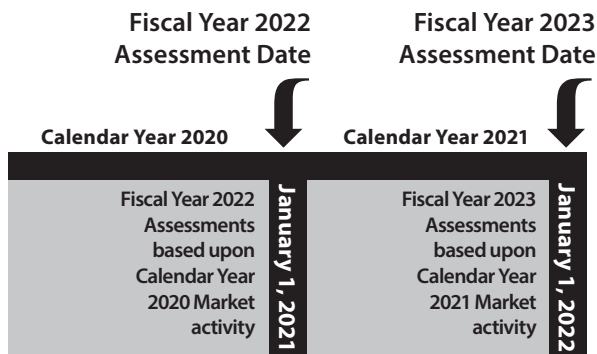 Fiscal Year 2022
Assessment Date
Fiscal Year 2023
Assessment Date
Calendar Year 2020
Calendar Year 2021
Fiscal Year 2022
Assessments
based upon
Calendar Year
2020 Market
activity
January 1, 2021
Fiscal Year 2023
Assessments
based upon
Calendar Year
2021 Market
activity
January 1, 2022